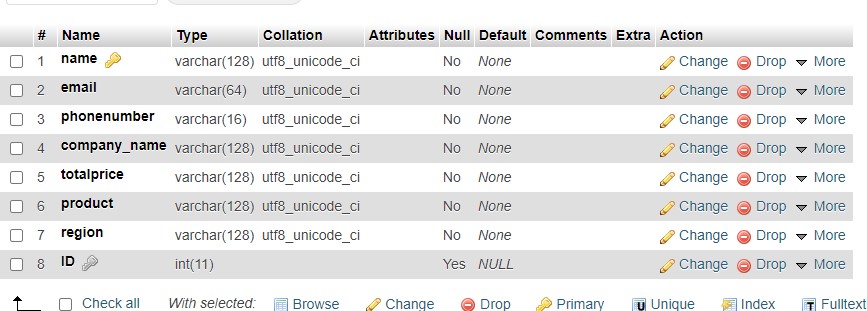 # Name Type Collation Attributes Null Default Comments Extra Action
1 name varchar(128) utf8_unicode_ci No None Change Drop More
2 email varchar(64) utf8_unicode_ci No None Change Drop More
3 phonenumber varchar(16) utf8_unicode_ci No None Change Drop More
4 company_name varchar(128) utf8_unicode_ci No None Change Drop More
5 totalprice varchar(128) utf8_unicode_ci No None Change Drop More
6 product varchar(128) utf8_unicode_ci No None Change Drop More
7 region varchar(128) utf8_unicode_ci No None Change Drop More
8 ID int(11) Yes NULL Change Drop More
Check all With selected: Browse Change Drop Primary U Unique Index T Fulltext